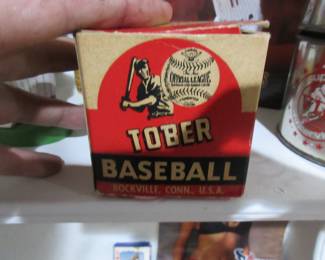 OFFICIAL LEAGUE
TOBER
BASEBALL
ROCKVILLE, CONN., U.S.A.